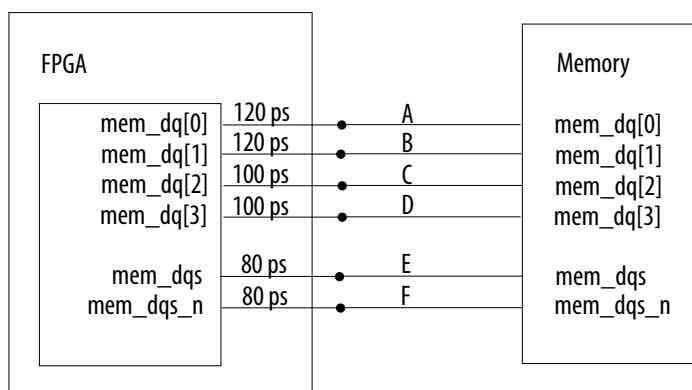 FPGA
Memory
mem_dq[0] 120 ps A mem_dq[0]
mem_dq[1] 120 ps B mem_dq[1]
mem_dq[2] 100 ps C mem_dq[2]
mem_dq[3] 100 ps D mem_dq[3]
mem_dqs 80 ps E mem_dqs
mem_dqs_n 80 ps F mem_dqs_n